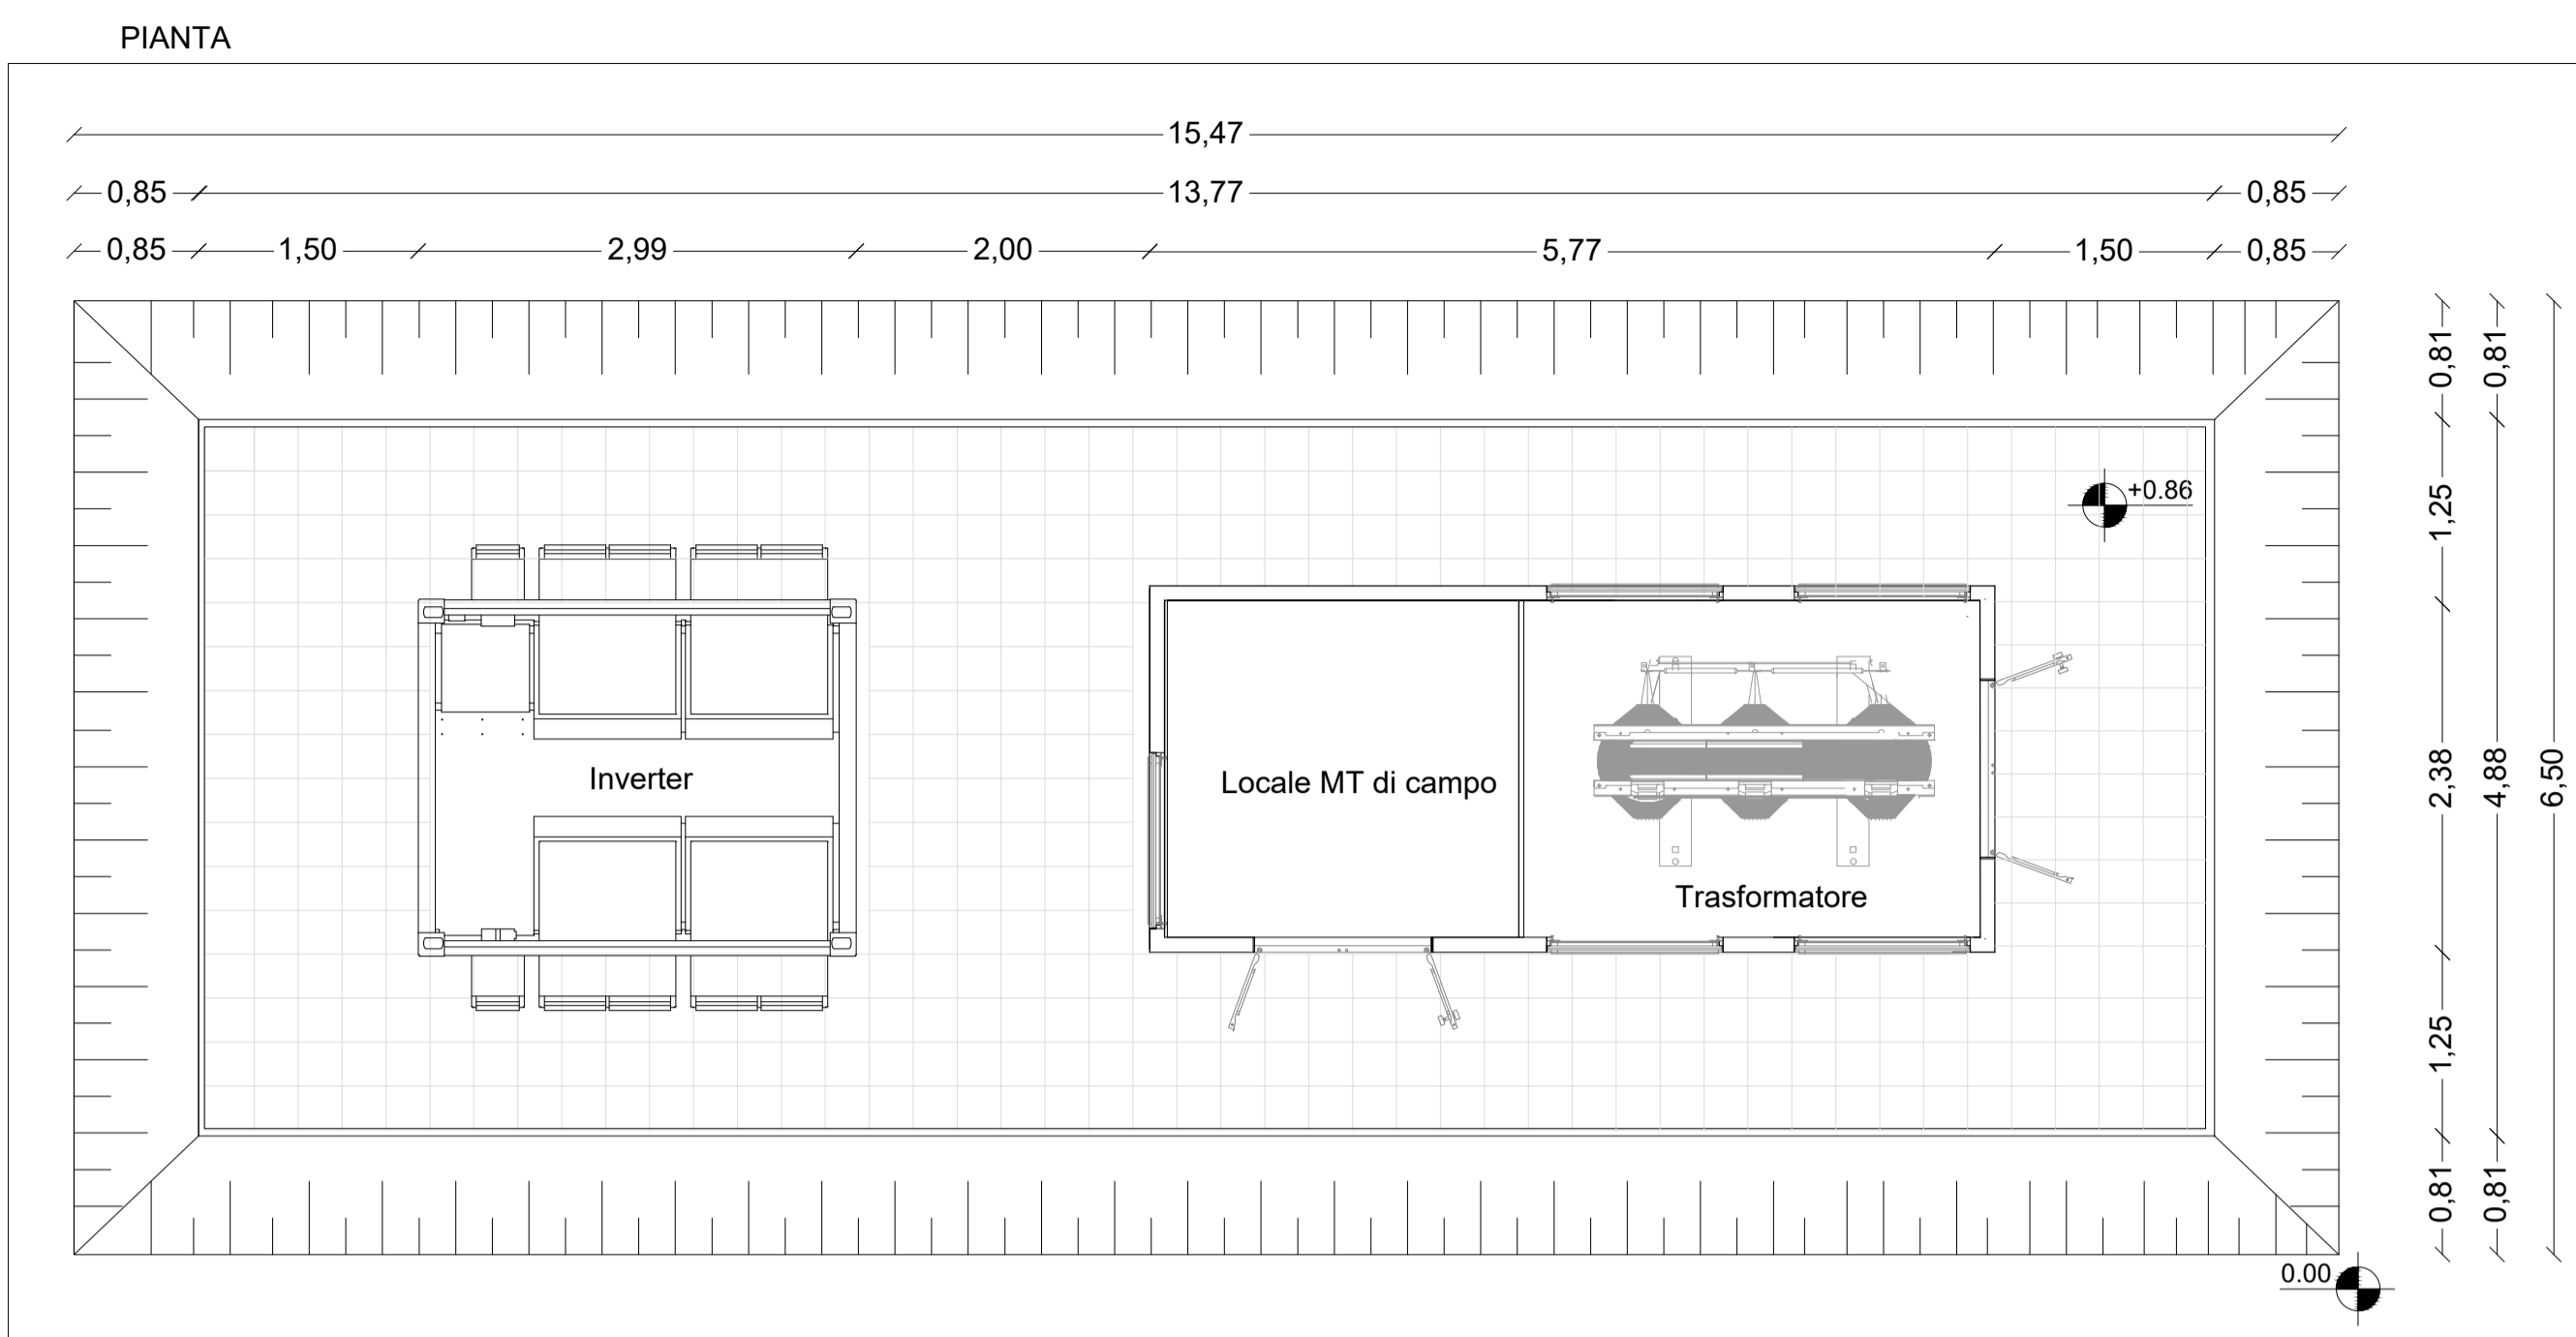 PIANTA
15,47
0,85 13,77 0,85
0,85 1,50 2,99 2,00 5,77 1,50 0,85
0,81 0,81
1,25
+0.86
2,38 4,88 6,50
Inverter
Locale MT di campo
Trasformatore
1,25
0,81 0,81
0.00